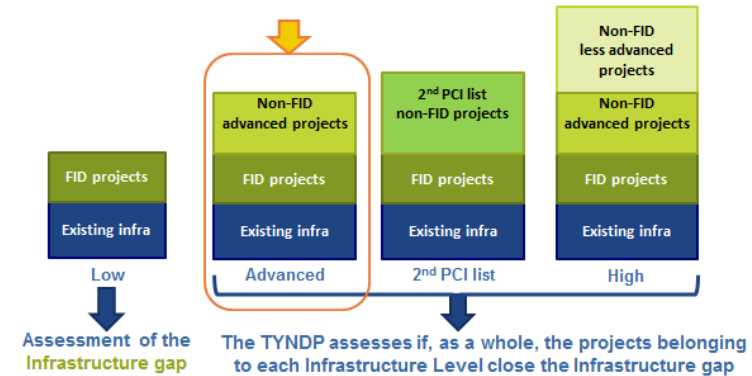 Non-FID
less advanced
projects
Non-FID
advanced projects
2nd PCI list
non-FID projects
Non-FID
advanced projects
FID projects
FID projects
FID projects
FID projects
Existing infra
Existing infra
Existing infra
Existing infra
Low
Advanced
2nd PCI list
High
Assessment of the
Infrastructure gap
The TYNDP assesses if, as a whole, the projects belonging
to each Infrastructure Level close the Infrastructure gap